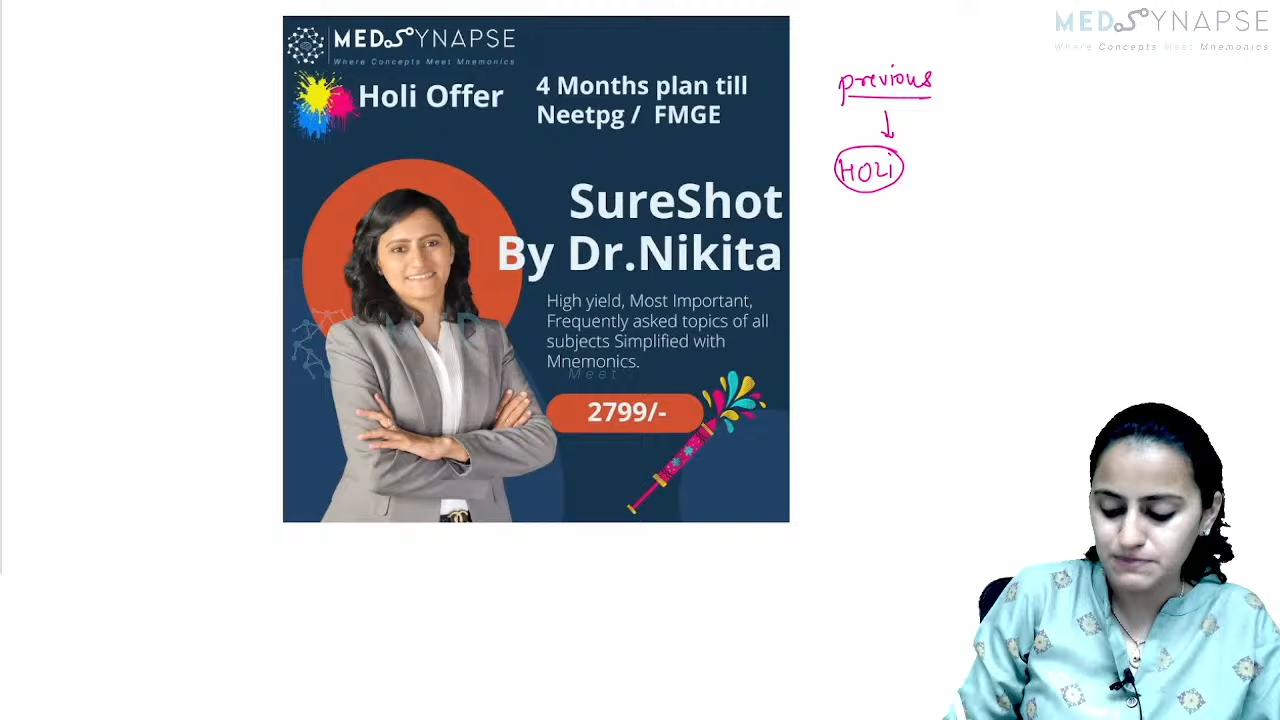 MEDSYNAPSE
Where Concepts Meet Mnemonics
Holi Offer
4 Months plan till
Neetpg / FMGE
SureShot
By Dr.Nikita
High yield, Most Important,
Frequently asked topics of all
subjects Simplified with
Mnemonics.
Meet
2799/-
previous
HOLi
MEDSYNAPSE
Where Concepts Meet Mnemonics